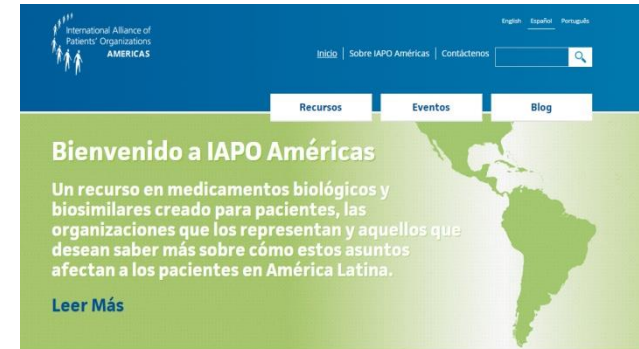 International Alliance of
Patients' Organizations
AMERICAS
English Español Português
Inicio | Sobre IAPO Américas | Contáctenos
Recursos
Eventos
Blog
Bienvenido a IAPO Américas
Un recurso en medicamentos biológicos y
biosimilares creado para pacientes, las
organizaciones que los representan y aquellos que
desean saber más sobre cómo estos asuntos
afectan a los pacientes en América Latina.
Leer Más